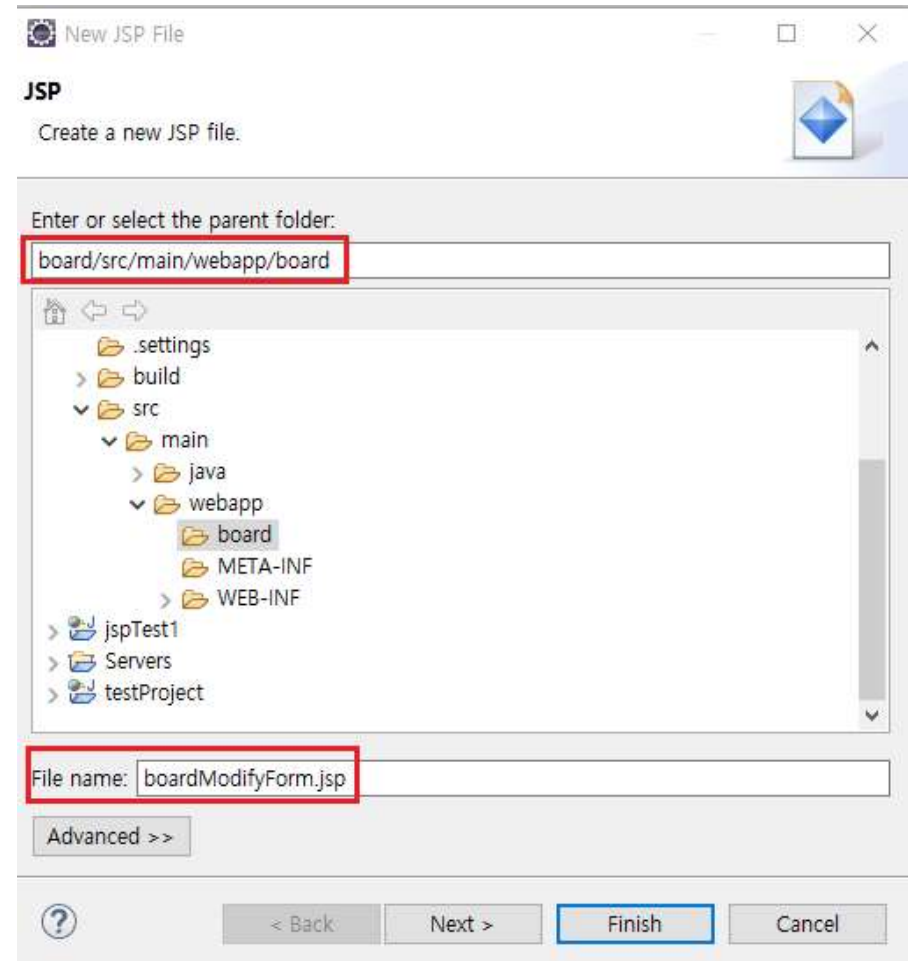 New JSP File
JSP
Create a new JSP file.
Enter or select the parent folder:
board/src/main/webapp/board
.settings
build
src
main
java
webapp
board
META-INF
WEB-INF
jspTest1
Servers
testProject
File name: boardModifyForm.jsp
Advanced >>
< Back Next > Finish Cancel